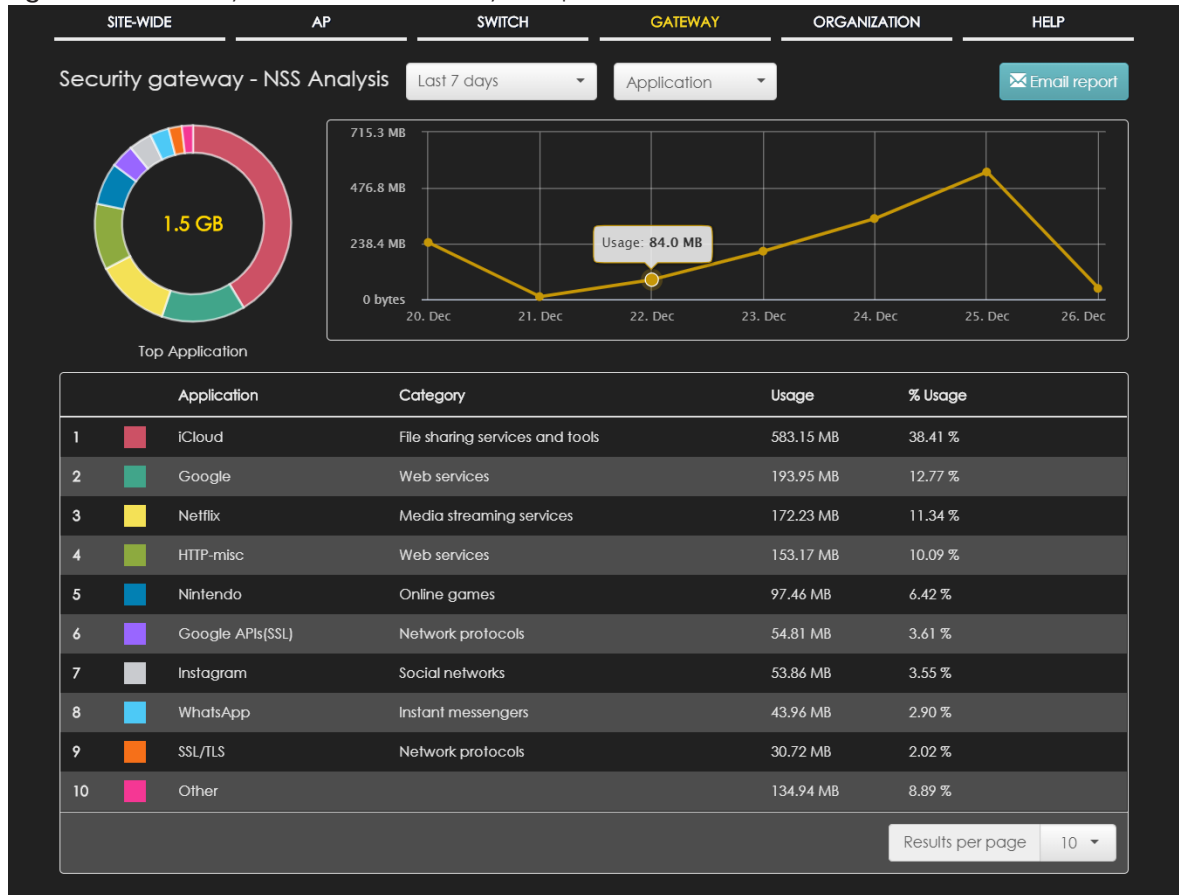 SITE-WIDE AP SWITCH GATEWAY ORGANIZATION HELP
Security gateway - NSS Analysis Last 7 days Application Email report
715.3 MB
476.8 MB
238.4 MB
0 bytes
1.5 GB
Usage: 84.0 MB
20. Dec 21. Dec 22. Dec 23. Dec 24. Dec 25. Dec 26. Dec
Top Application
Application Category Usage % Usage
1 iCloud File sharing services and tools 583.15 MB 38.41 %
2 Google Web services 193.95 MB 12.77 %
3 Netflix Media streaming services 172.23 MB 11.34 %
4 HTTP-misc Web services 153.17 MB 10.09 %
5 Nintendo Online games 97.46 MB 6.42 %
6 Google APIs(SSL) Network protocols 54.81 MB 3.61 %
7 Instagram Social networks 53.86 MB 3.55 %
8 WhatsApp Instant messengers 43.96 MB 2.90 %
9 SSL/TLS Network protocols 30.72 MB 2.02 %
10 Other 134.94 MB 8.89 %
Results per page 10